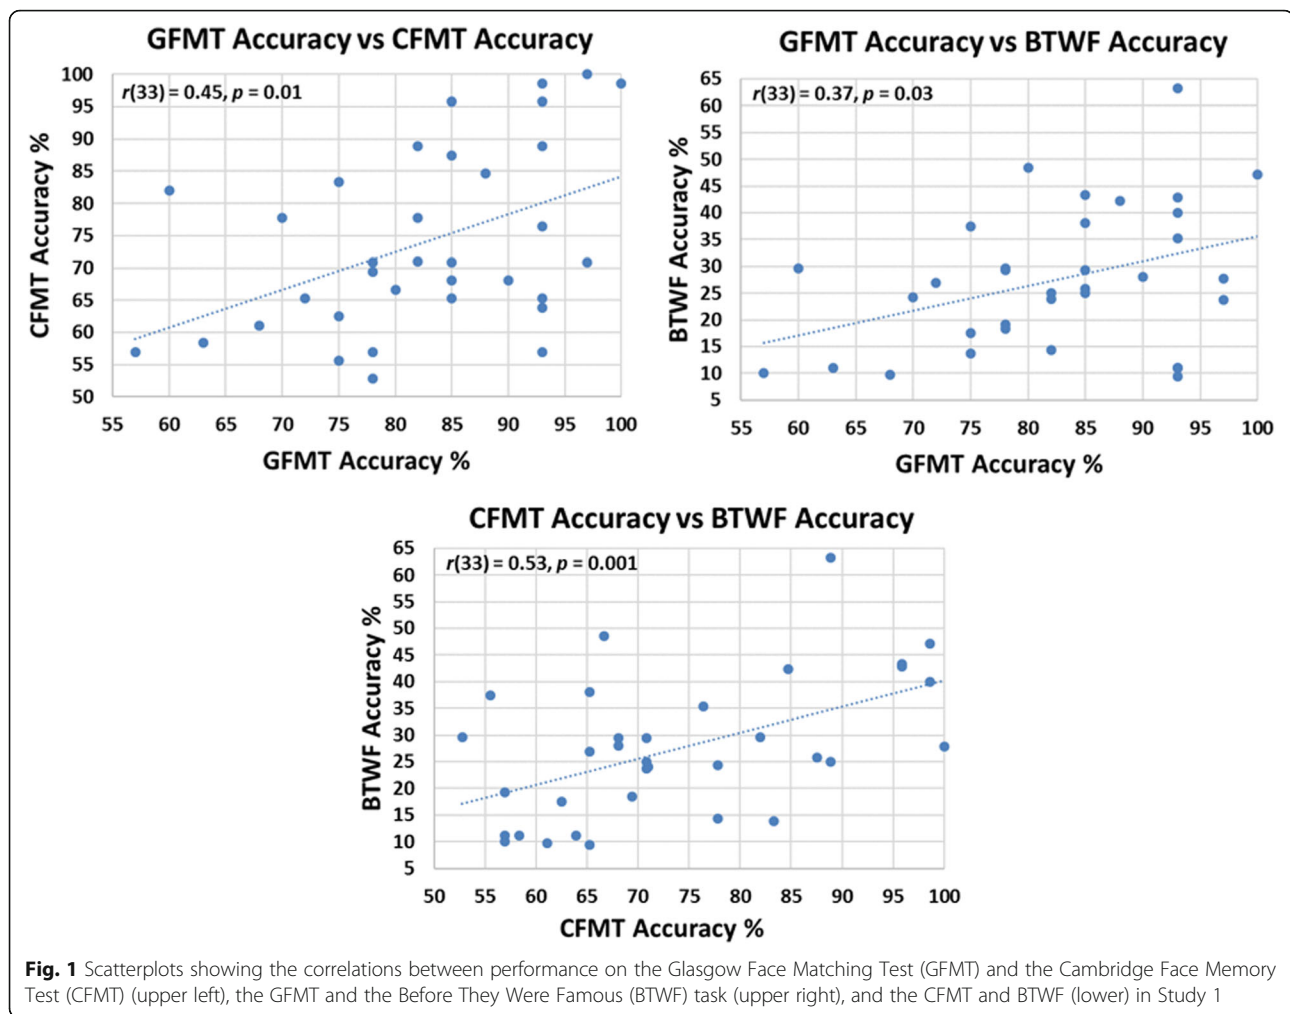 GFMT Accuracy vs CFMT Accuracy
r(33) = 0.45, p = 0.01
CFMT Accuracy %
100
95
90
85
80
75
70
65
60
55
50
55 60 65 70 75 80 85 90 95 100
GFMT Accuracy %
GFMT Accuracy vs BTWF Accuracy
r(33) = 0.37, p = 0.03
BTWF Accuracy %
65
60
55
50
45
40
35
30
25
20
15
10
5
55 60 65 70 75 80 85 90 95 100
GFMT Accuracy %
CFMT Accuracy vs BTWF Accuracy
r(33) = 0.53, p = 0.001
BTWF Accuracy %
65
60
55
50
45
40
35
30
25
20
15
10
5
50 55 60 65 70 75 80 85 90 95 100
CFMT Accuracy %
Fig. 1 Scatterplots showing the correlations between performance on the Glasgow Face Matching Test (GFMT) and the Cambridge Face Memory
Test (CFMT) (upper left), the GFMT and the Before They Were Famous (BTWF) task (upper right), and the CFMT and BTWF (lower) in Study 1